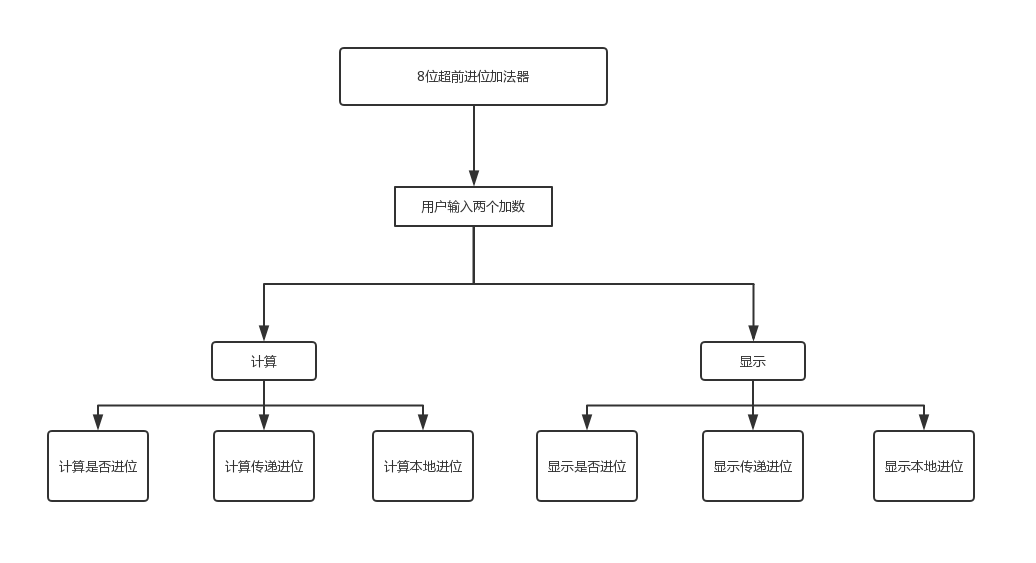 8位超前进位加法器
用户输入两个加数
计算
显示
计算是否进位
计算传递进位
计算本地进位
显示是否进位
显示传递进位
显示本地进位